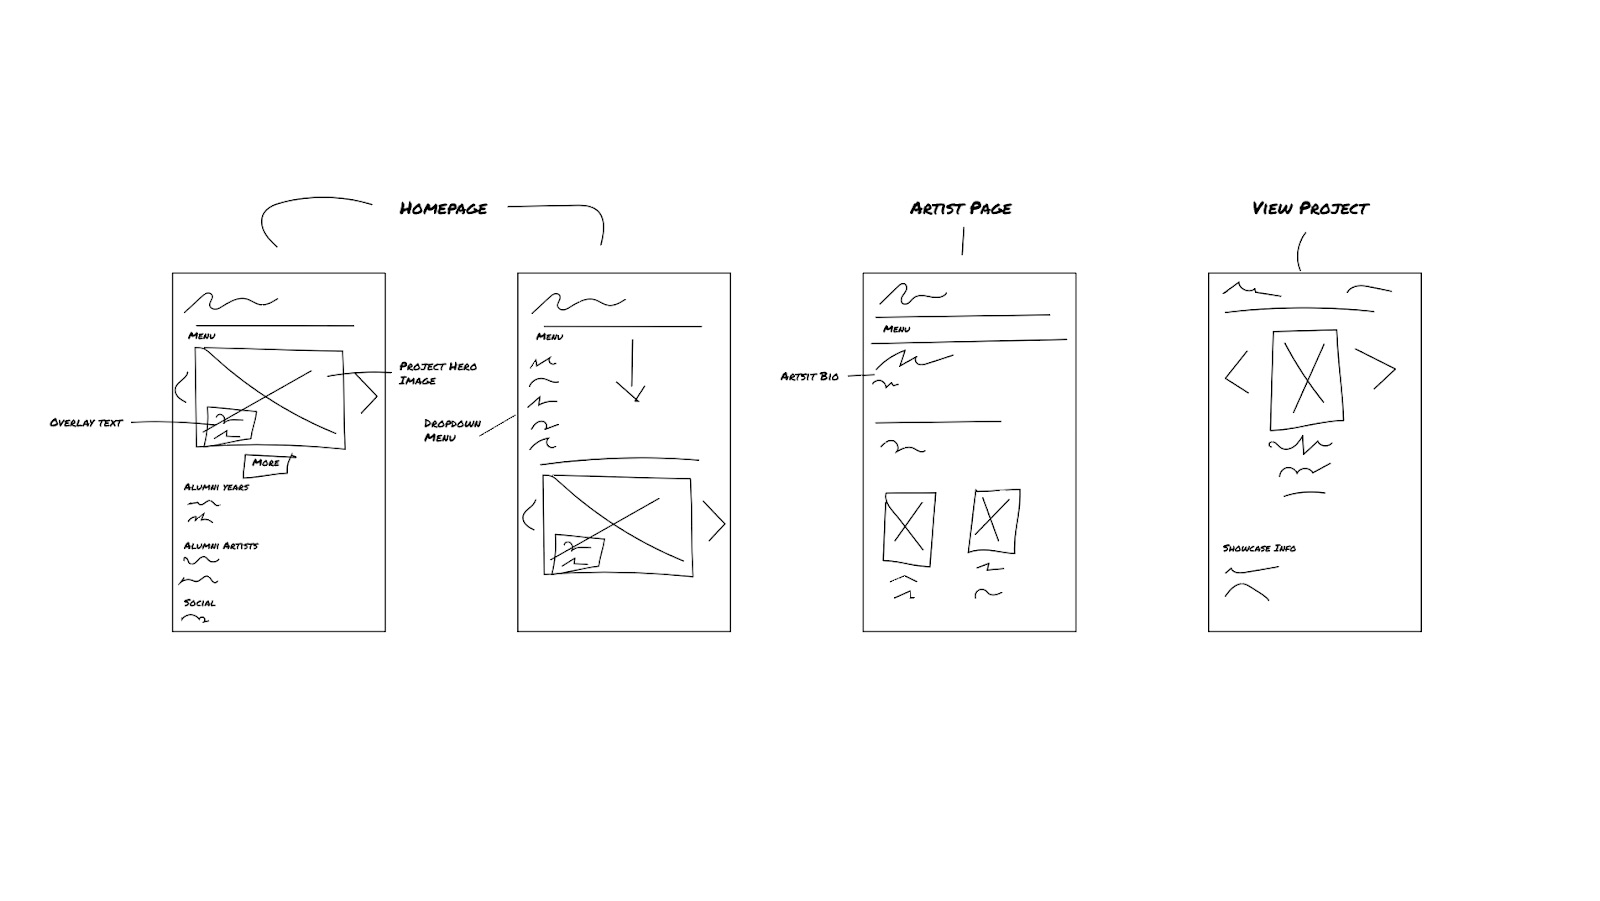 Homepage
Artist Page
View Project
Menu
Project Hero
Image
Overlay text
More
Alumni years
Alumni Artists
Social
Menu
Dropdown
Menu
Menu
Artsit Bio
Showcase Info